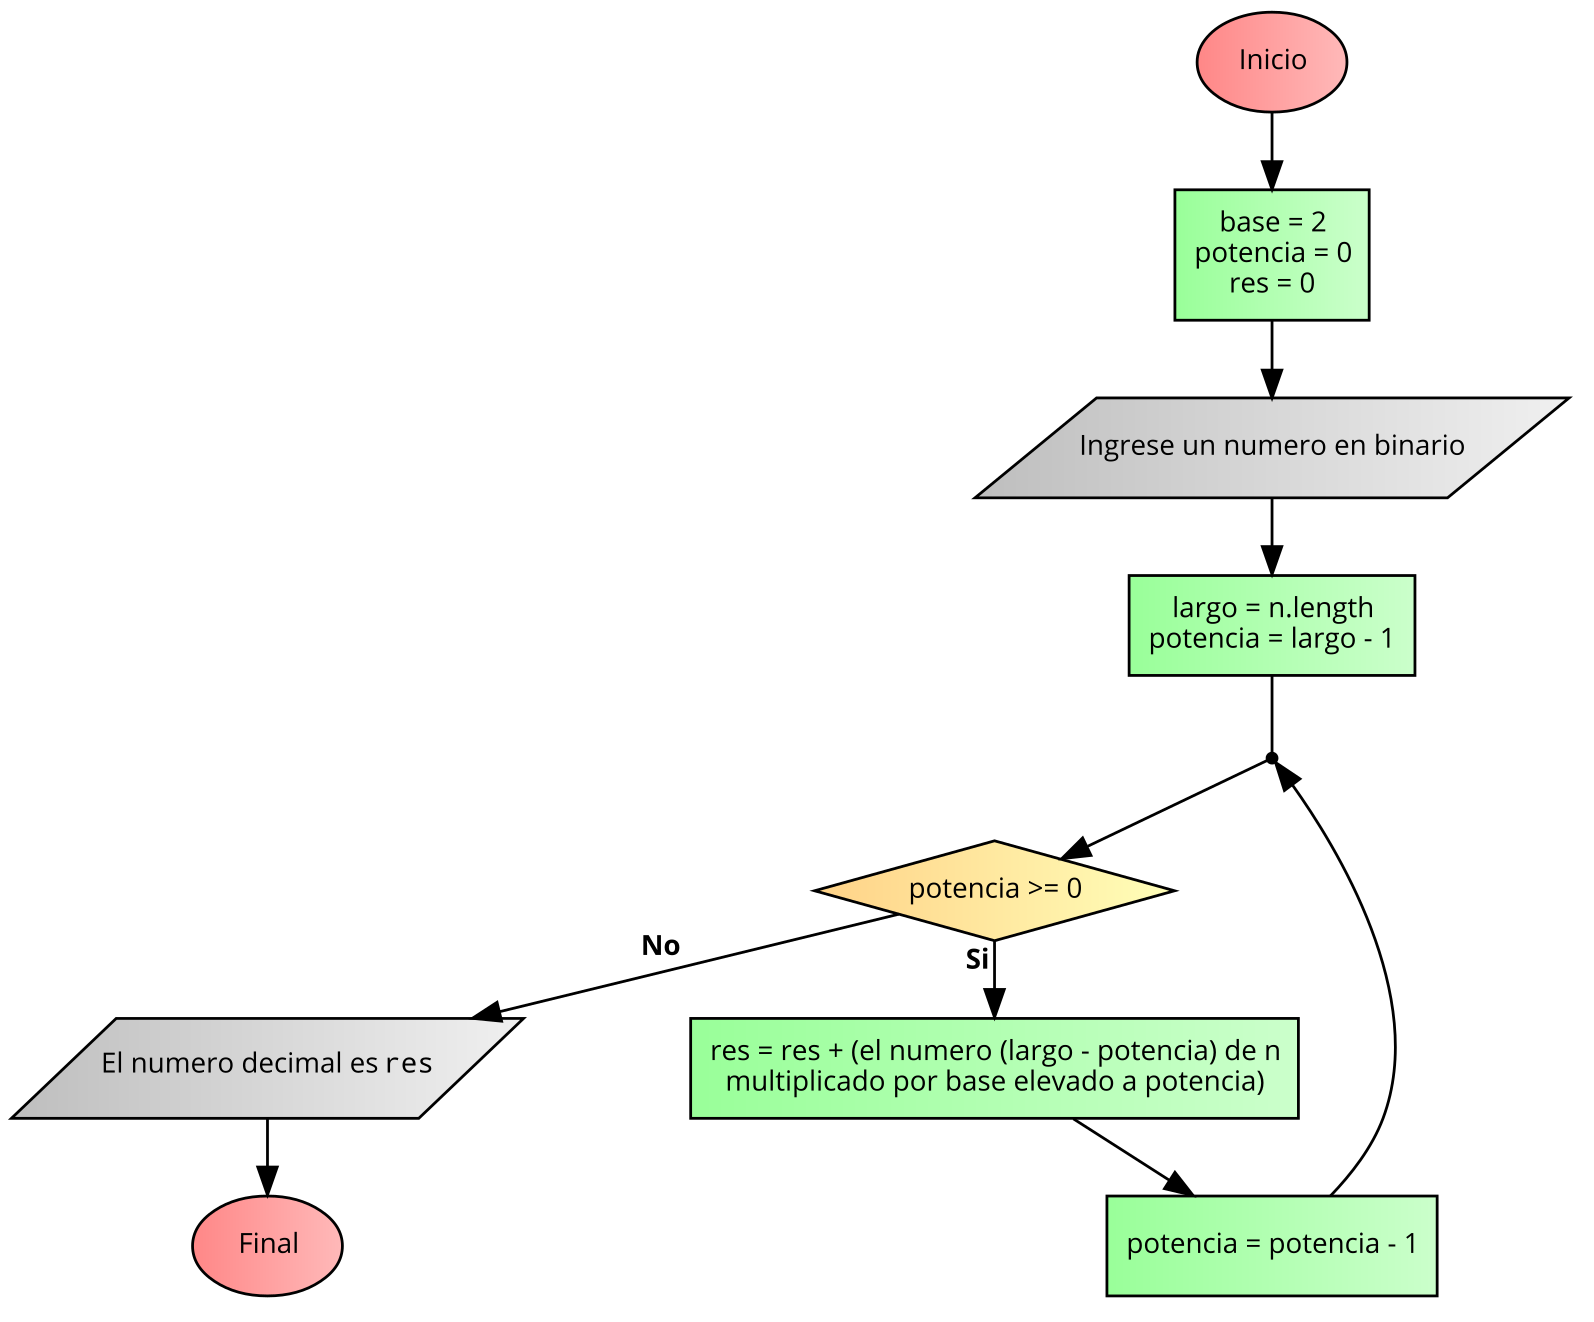 Inicio
base = 2
potencia = 0
res = 0
Ingrese un numero en binario
largo = n.length
potencia = largo - 1
potencia >= 0
No
Si
El numero decimal es res
res = res + (el numero (largo - potencia) de n
multiplicado por base elevado a potencia)
Final
potencia = potencia - 1